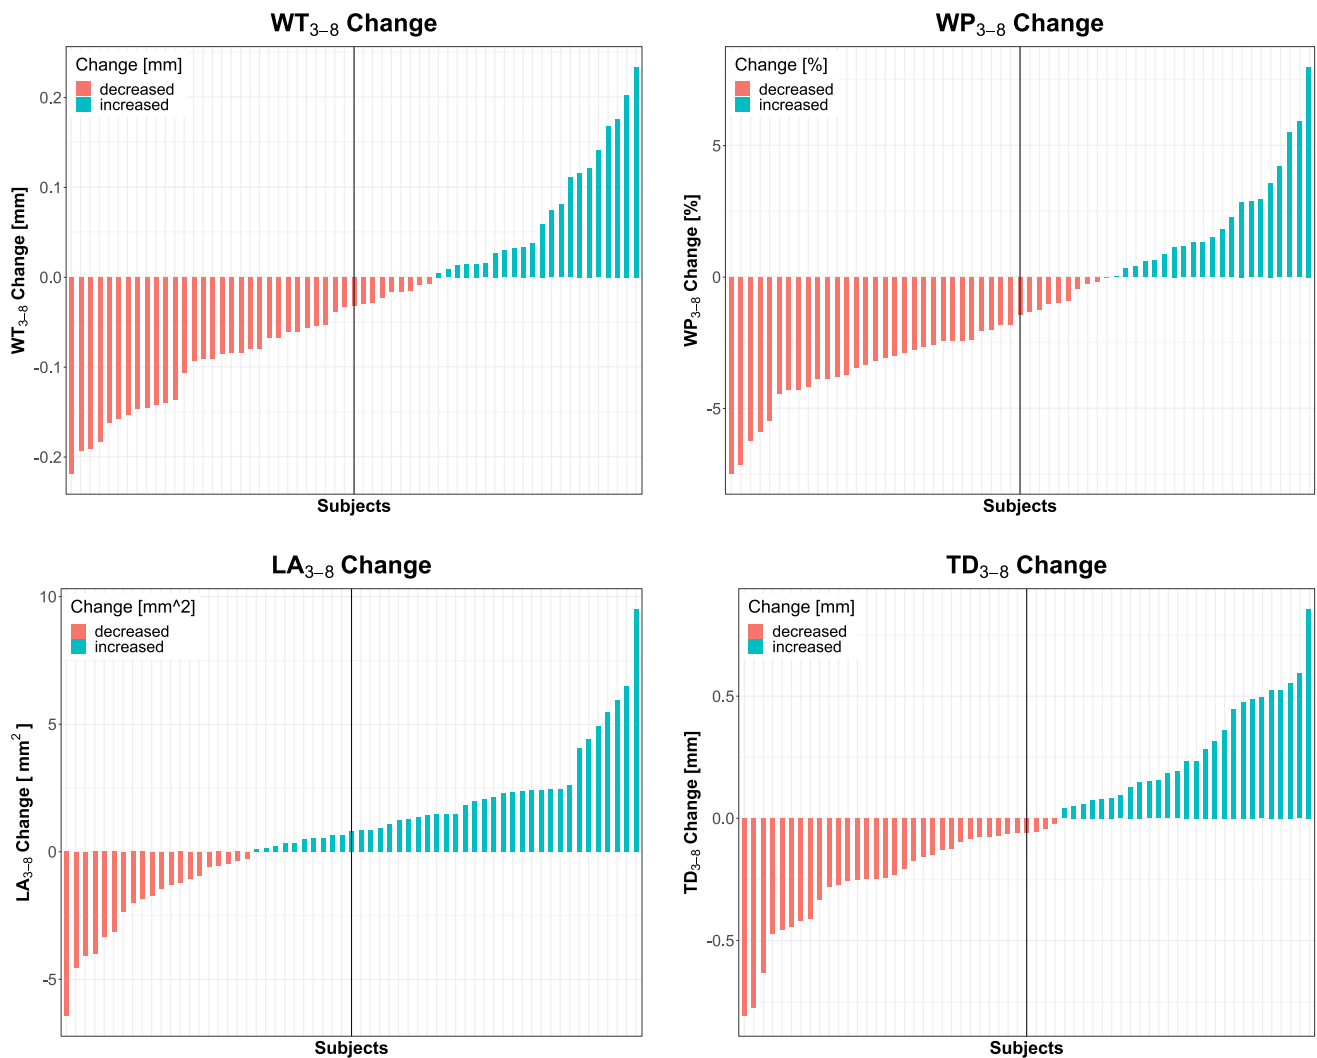 WT3–8 Change
Change [mm]
decreased
increased
0.2
0.1
0.0
-0.1
-0.2
WT3–8 Change [mm]
Subjects
WP3–8 Change
Change [%]
decreased
increased
5
0
-5
WP3–8 Change [%]
Subjects
LA3–8 Change
Change [mm^2]
decreased
increased
10
5
0
-5
LA3–8 Change [ mm2 ]
Subjects
TD3–8 Change
Change [mm]
decreased
increased
0.5
0.0
-0.5
TD3–8 Change [mm]
Subjects